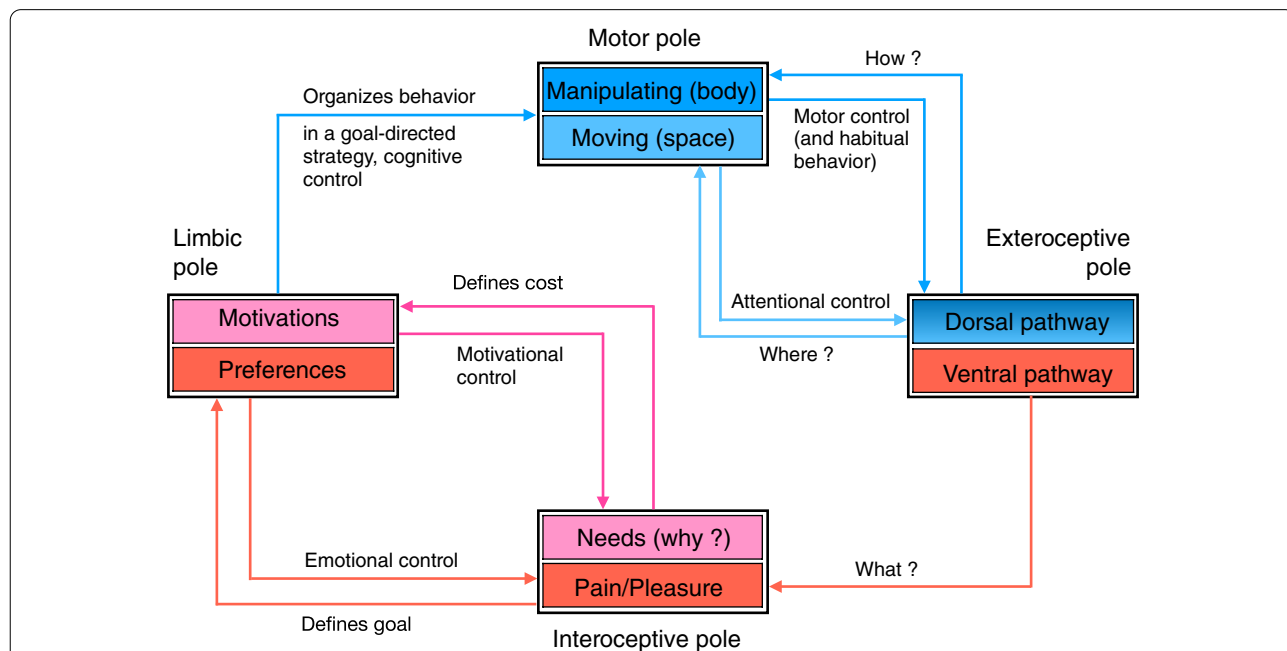 Motor pole
How ?
Manipulating (body)
Moving (space)
Organizes behavior
in a goal-directed
strategy, cognitive
control
Motor control
(and habitual
behavior)
Limbic
pole
Exteroceptive
pole
Defines cost
Attentional control
Motivations
Preferences
Dorsal pathway
Ventral pathway
Motivational
control
Where ?
Needs (why ?)
Pain/Pleasure
Emotional control
What ?
Defines goal
Interoceptive pole